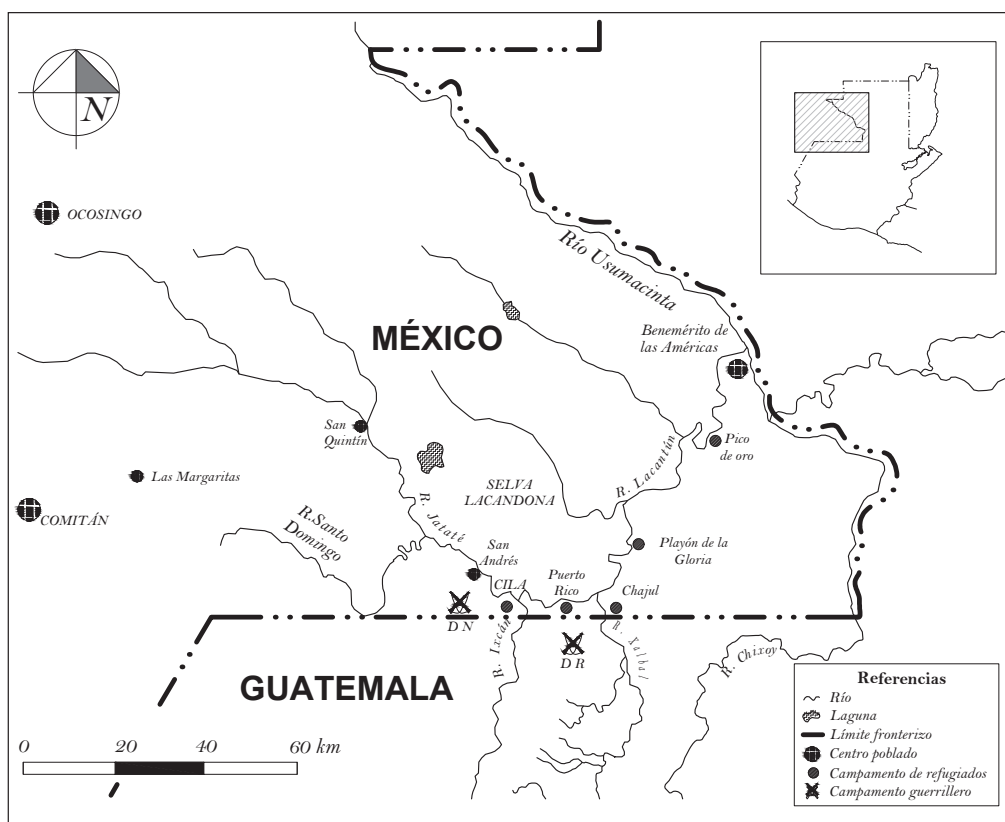 N
OCOSINGO
Río Usumacinta
Benemérito de
las Américas
MÉXICO
San
Quintín
Pico
de oro
Las Margaritas
SELVA
LACANDONA
R. Lacantún
COMITÁN
R. Jataté
R.Santo
Domingo
San
Andrés
Playón de la
Gloria
CILA
Puerto
Rico
Chajul
D N
R. Ixcán
D R
R. Xalbal
R. Chixoy
GUATEMALA
0 20 40 60 km
Referencias
Río
Laguna
Límite fronterizo
Centro poblado
Campamento de refugiados
Campamento guerrillero